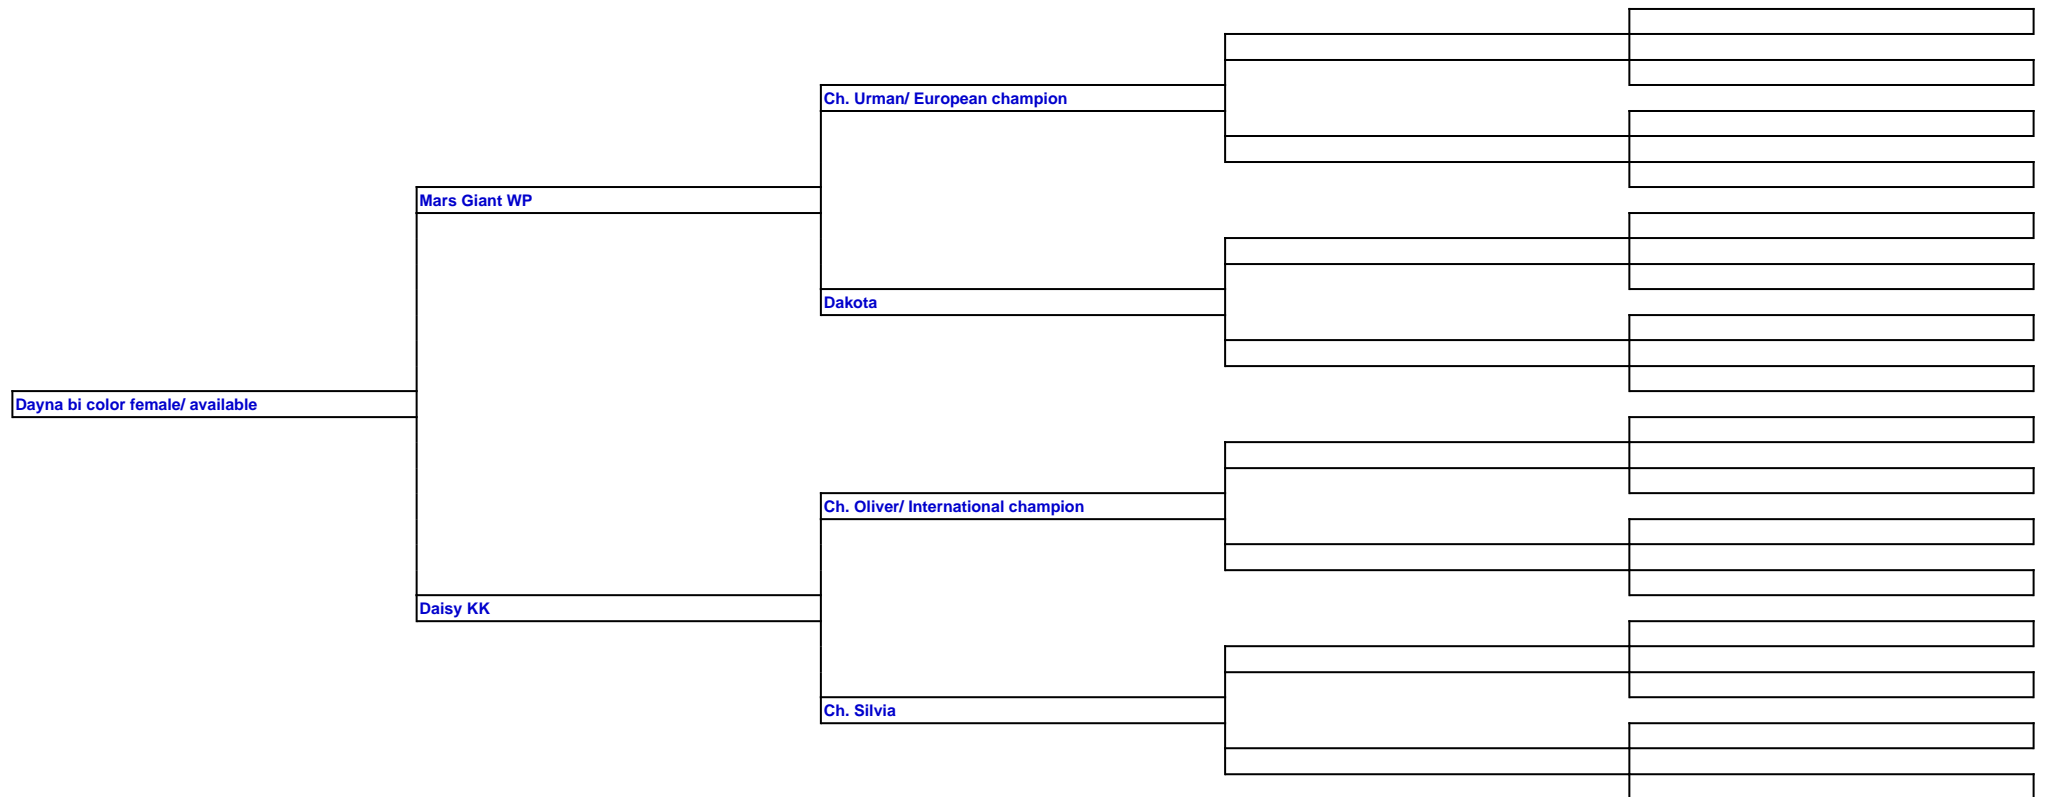 Ch. Urman/ European champion
Mars Giant WP
Dakota
Dayna bi color female/ available
Ch. Oliver/ International champion
Daisy KK
Ch. Silvia